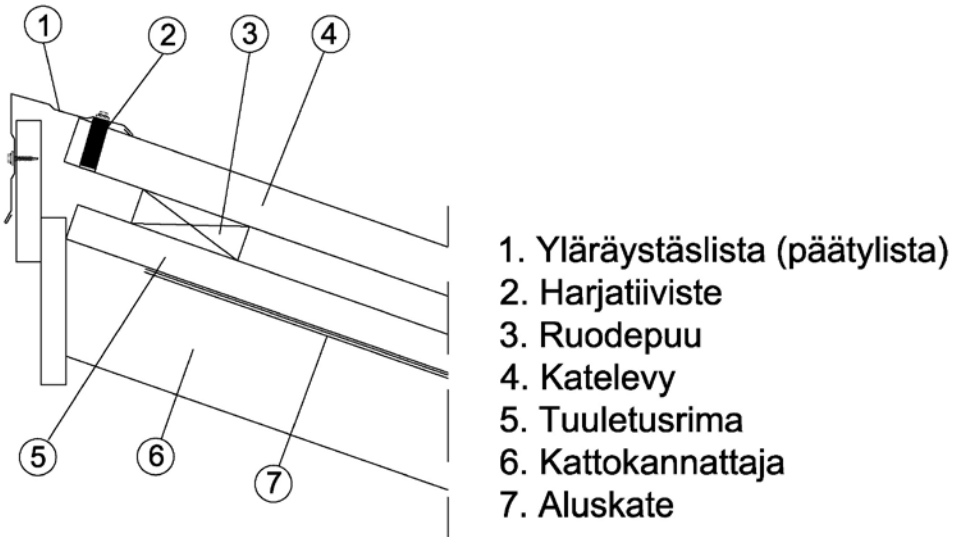 1 2 3 4
1. Yläräystäslista (päätylista)
2. Harjatiiviste
3. Ruodepuu
4. Katelevy
5. Tuuletusrima
6. Kattokannattaja
7. Aluskate
5 6 7